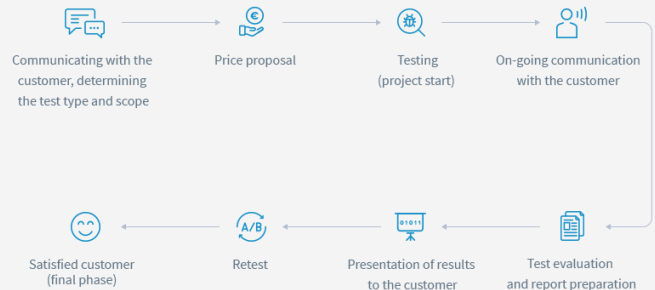 Communicating with the
customer, determining
the test type and scope
€
Price proposal
Testing
(project start)
On-going communication
with the customer
Test evaluation
and report preparation
01011
Presentation of results
to the customer
A/B
Retest
Satisfied customer
(final phase)